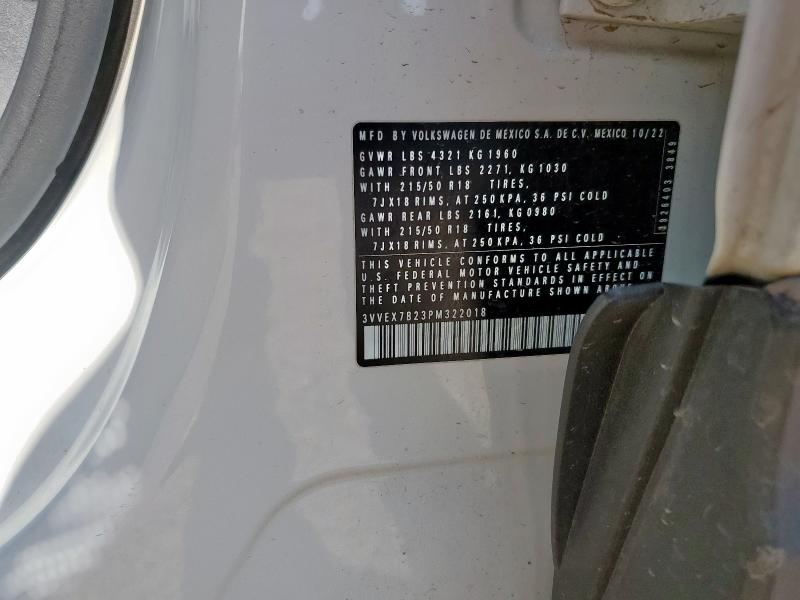 MFD BY VOLKSWAGEN DE MEXICO S.A. DE C.V. MEXICO 10/22
GVWR LBS 4321 KG 1960
GAWR FRONT LBS 2271, KG 1030
WITH 215/50 R18 TIRES,
7JX18 RIMS, AT 250 KPA, 36 PSI COLD
GAWR REAR LBS 2161, KG 0980
WITH 215/50 R18 TIRES,
7JX18 RIMS, AT 250 KPA, 36 PSI COLD
THIS VEHICLE CONFORMS TO ALL APPLICABLE
U.S. FEDERAL MOTOR VEHICLE SAFETY AND
THEFT PREVENTION STANDARDS IN EFFECT ON
THE DATE OF MANUFACTURE SHOWN ABOVE
3VVEX7B23PM322018
3926403 3849